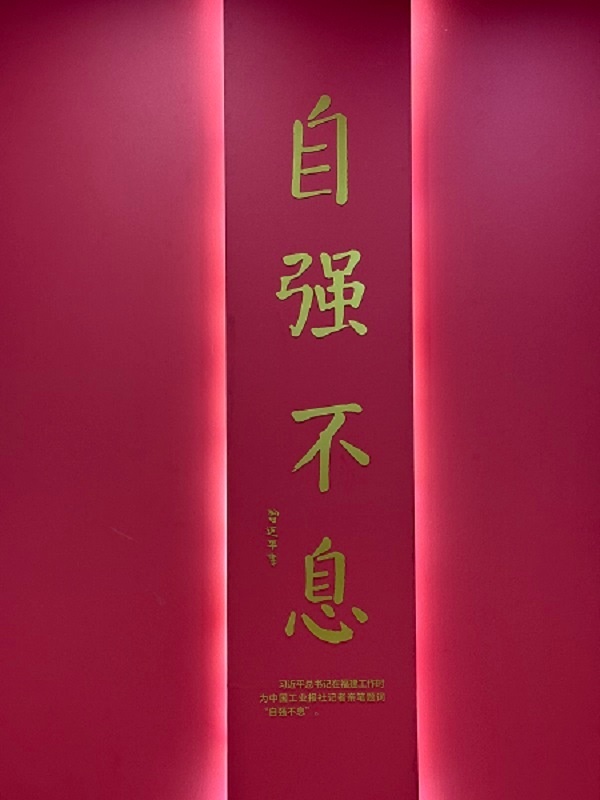 自强不息
习近平书
习近平总书记在福建工作时
为中国工业报社记者亲笔题词
“自强不息”。